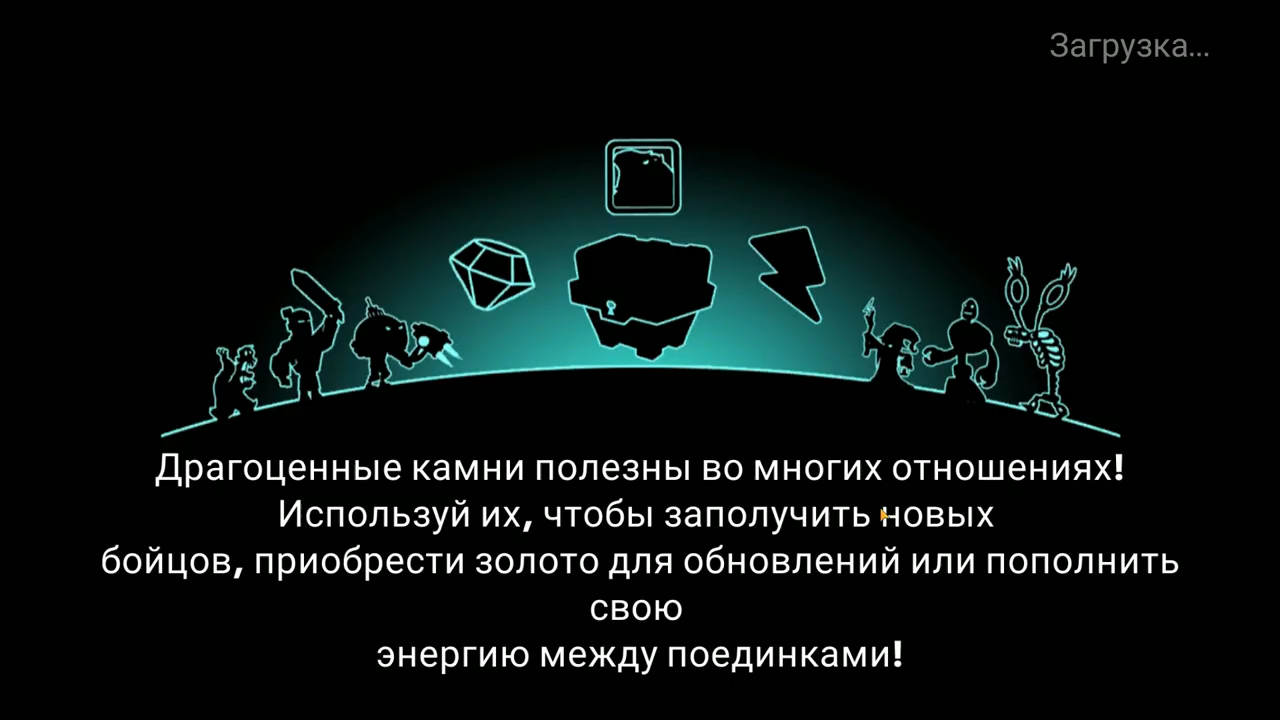 Загрузка...
Драгоценные камни полезны во многих отношениях!
Используй их, чтобы заполучить новых
бойцов, приобрести золото для обновлений или пополнить
свою
энергию между поединками!